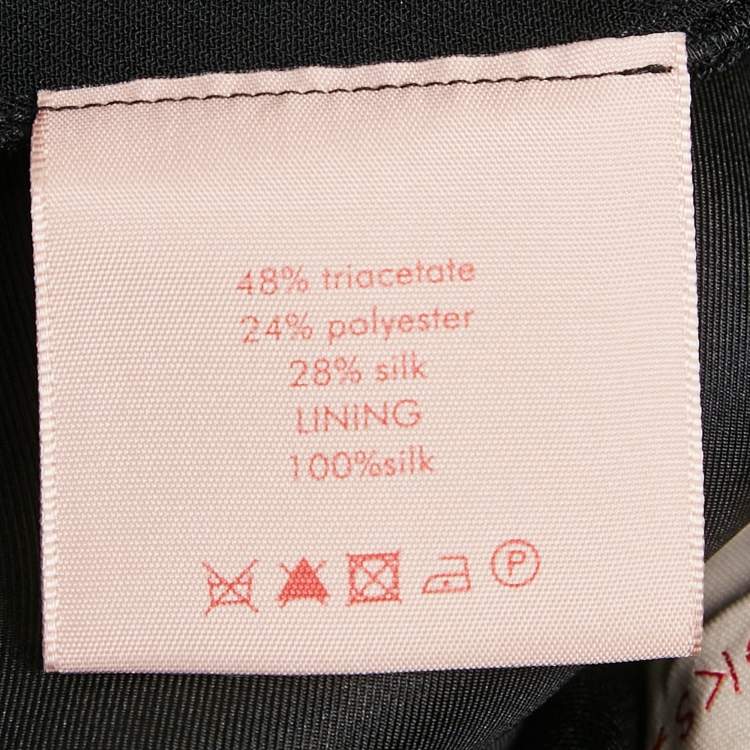 48% triacetate
24% polyester
28% silk
LINING
100%silk
P